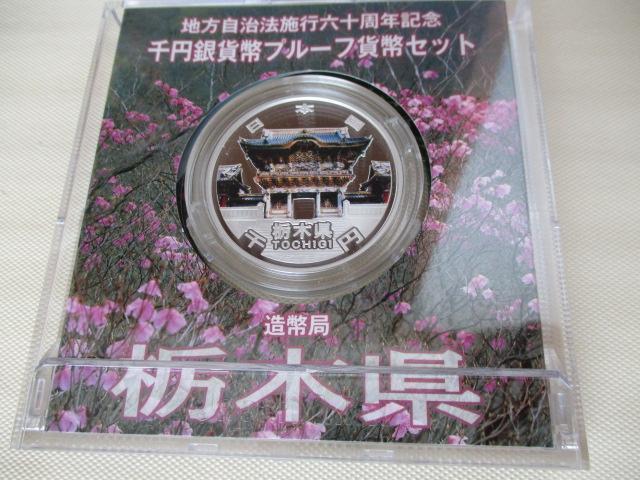 地方自治法施行六十周年記念
千円銀貨幣プルーフ貨幣セット
日本国
栃木県
TOCHIGI
千円
造幣局
栃木県